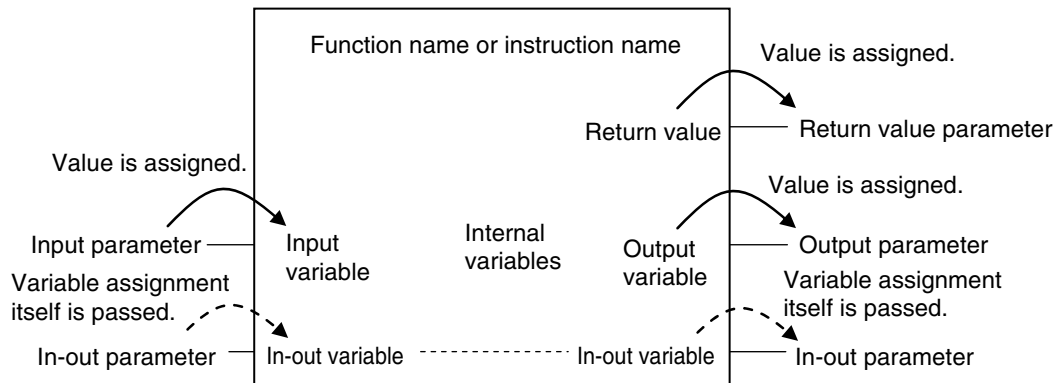 Function name or instruction name
Value is assigned.
Return value
Return value parameter
Value is assigned.
Value is assigned.
Input parameter
Input
variable
Internal
variables
Output
variable
Output parameter
Variable assignment
itself is passed.
Variable assignment
itself is passed.
In-out parameter
In-out variable
In-out variable
In-out parameter